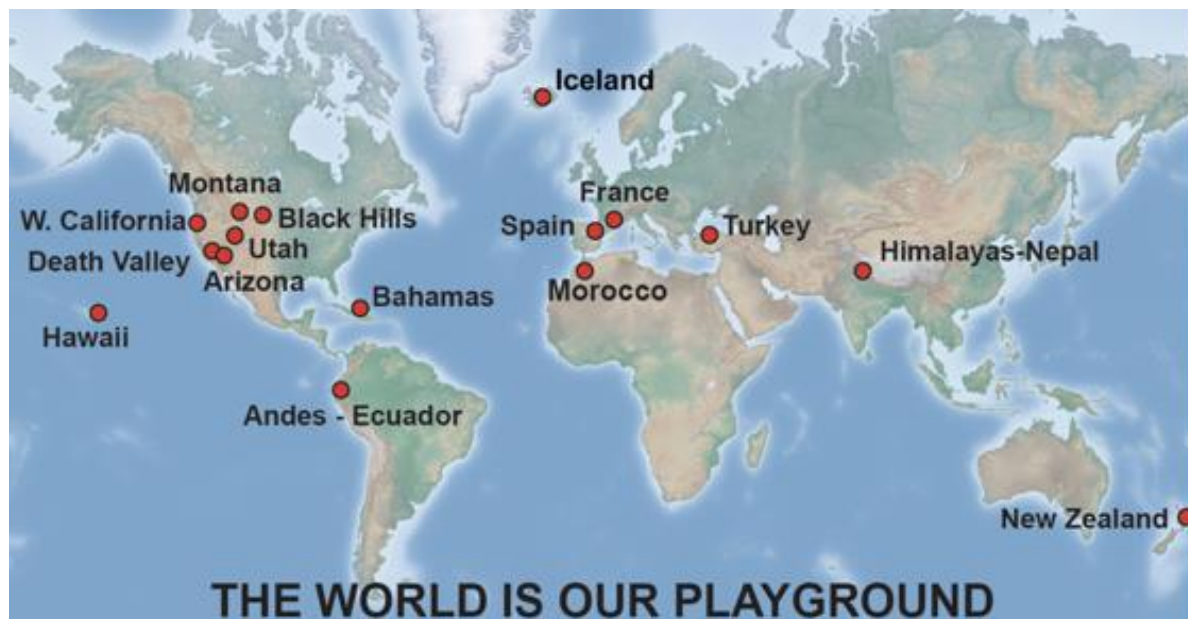 Iceland
Montana
France
W. California
Black Hills
Spain
Turkey
Utah
Himalayas-Nepal
Death Valley
Arizona
Morocco
Bahamas
Hawaii
Andes - Ecuador
New Zealand
THE WORLD IS OUR PLAYGROUND